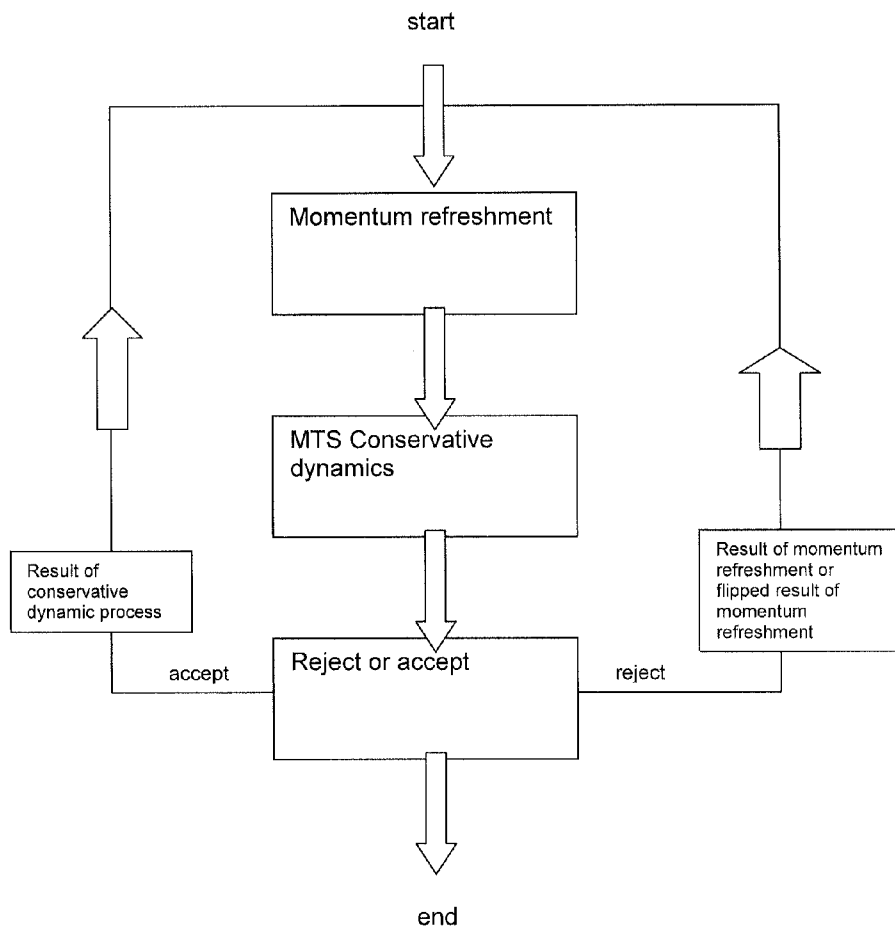 start
Momentum refreshment
MTS Conservative
dynamics
Result of
conservative
dynamic process
Result of momentum
refreshment or
flipped result of
momentum
refreshment
Reject or accept
accept
reject
end